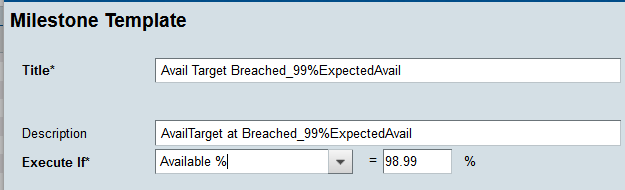 Milestone Template
Title* Avail Target Breached_99%ExpectedAvail
Description AvailTarget at Breached_99%ExpectedAvail
Execute If* Available % = 98.99 %